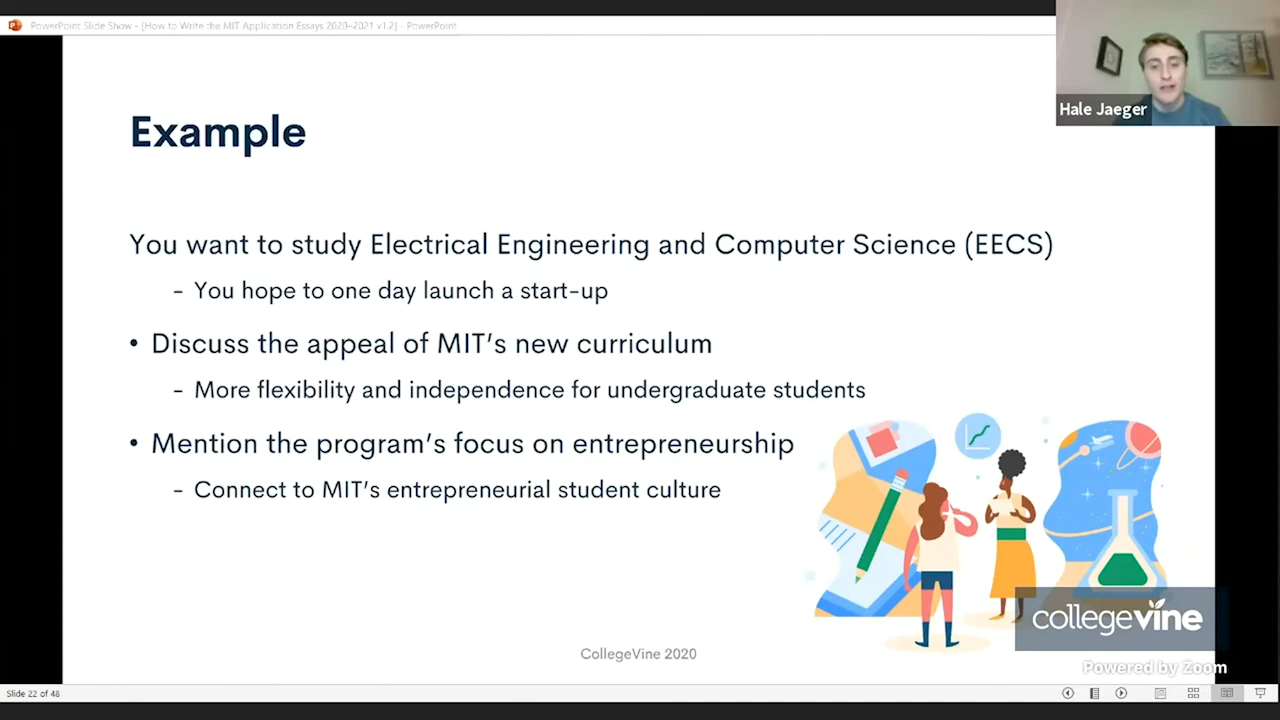 PowerPoint Slide Show - [How to Write the MIT Application Essays 2020-2021 v1.2] - PowerPoint
Hale Jaeger
Example
You want to study Electrical Engineering and Computer Science (EECS)
- You hope to one day launch a start-up
• Discuss the appeal of MIT's new curriculum
- More flexibility and independence for undergraduate students
• Mention the program's focus on entrepreneurship
- Connect to MIT's entrepreneurial student culture
collegevine
CollegeVine 2020
Powered by Zoom
Slide 22 of 48